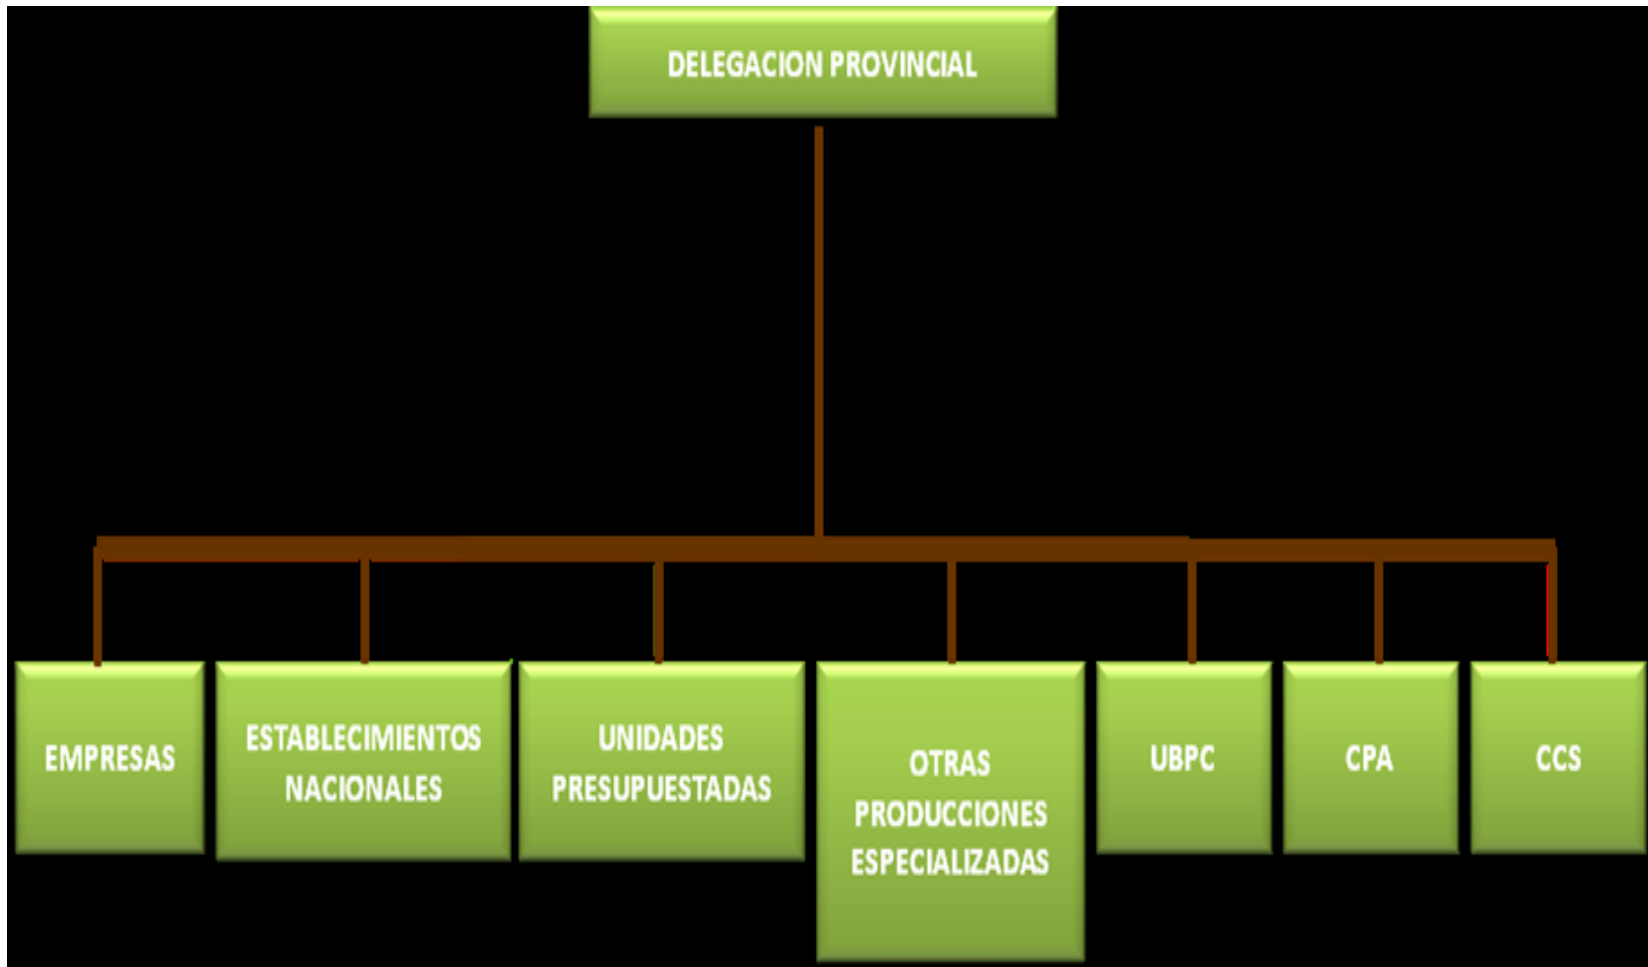 DELEGACION PROVINCIAL
EMPRESAS
ESTABLECIMIENTOS
NACIONALES
UNIDADES
PRESUPUESTADAS
OTRAS
PRODUCCIONES
ESPECIALIZADAS
UBPC
CPA
CCS